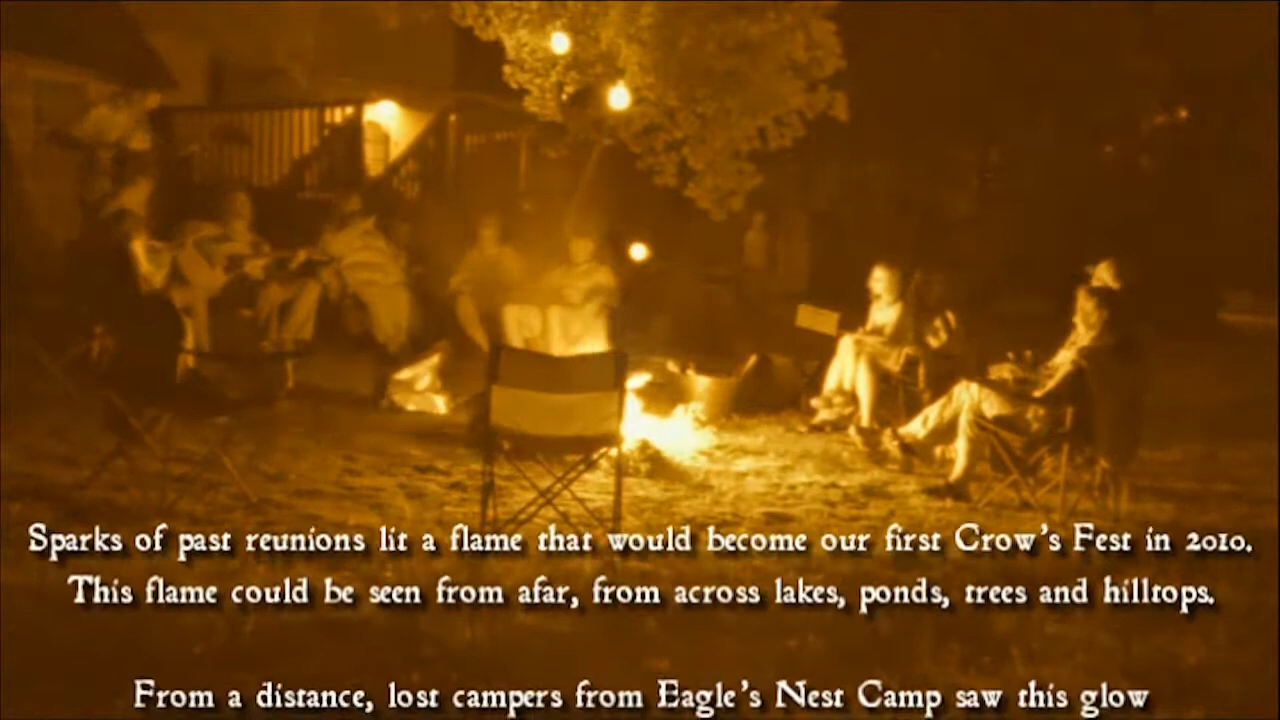 Sparks of past reunions lit a flame that would become our first Crow's Fest in 2010.
This flame could be seen from afar, from across lakes, ponds, trees and hilltops.
From a distance, lost campers from Eagle's Nest Camp saw this glow